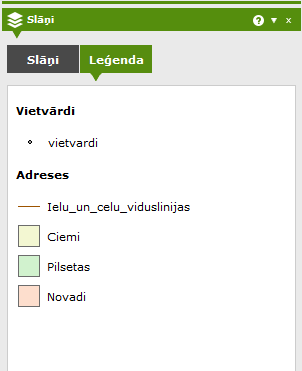 Slāņi
Slāņi Leģenda
Vietvārdi
vietvardi
Adreses
Ielu_un_celu_viduslinijas
Ciemi
Pilsetas
Novadi